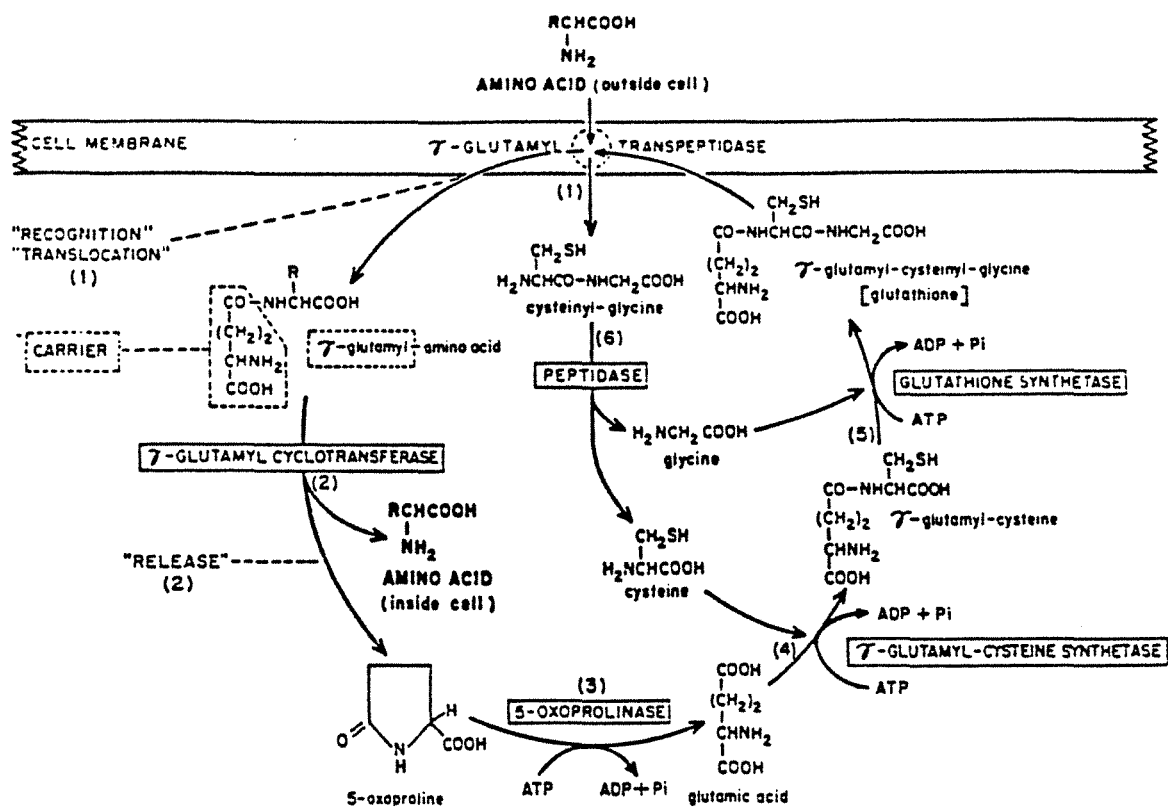 RCHCOOH
NH₂
AMINO ACID (outside cell)
CELL MEMBRANE
γ-GLUTAMYL TRANSPEPTIDASE
(1)
"RECOGNITION"
"TRANSLOCATION"
(1)
CH₂SH
H₂NCHCO-NHCH₂COOH
cysteinyl-glycine
CH₂SH
CO-NHCHCO-NHCH₂COOH
(CH₂)₂
CHNH₂
COOH
γ-glutamyl-cysteinyl-glycine
[glutathione]
R
CO-NHCHCOOH
(CH₂)₂
CHNH₂
COOH
CARRIER
γ-glutamyl-amino acid
(6)
PEPTIDASE
ADP + Pi
GLUTATHIONE SYNTHETASE
ATP
(5)
H₂NCH₂COOH
glycine
γ-GLUTAMYL CYCLOTRANSFERASE
(2)
RCHCOOH
NH₂
AMINO ACID
(inside cell)
"RELEASE"
(2)
CH₂SH
H₂NCHCOOH
cysteine
CH₂SH
CO-NHCHCOOH
(CH₂)₂
CHNH₂
COOH
γ-glutamyl-cysteine
ADP + Pi
(4)
γ-GLUTAMYL-CYSTEINE SYNTHETASE
ATP
O
N
H
H
COOH
5-oxoproline
(3)
5-OXOPROLINASE
ATP
ADP+Pi
COOH
(CH₂)₂
CHNH₂
COOH
glutamic acid